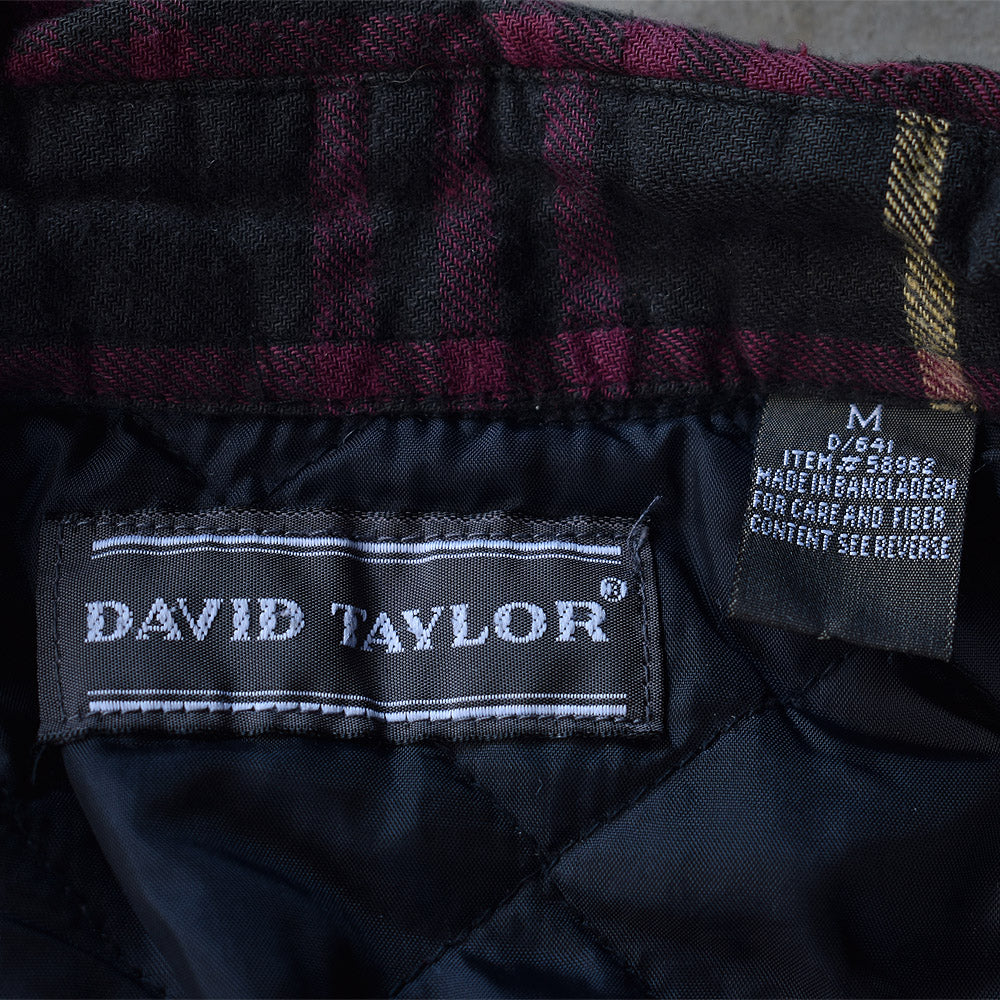 DAVID TAYLOR®
M
D/641
ITEM # 58962
MADE IN BANGLADESH
FOR CARE AND FIBER
CONTENT SEE REVERSE